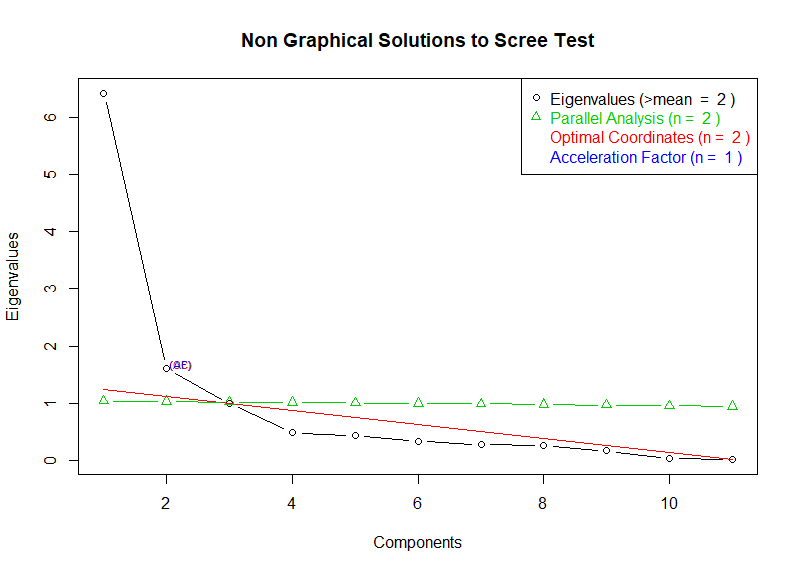 Non Graphical Solutions to Scree Test
Eigenvalues (>mean = 2 )
Parallel Analysis (n = 2 )
Optimal Coordinates (n = 2 )
Acceleration Factor (n = 1 )
Eigenvalues
6
5
4
3
2
1
0
2
4
6
8
10
Components